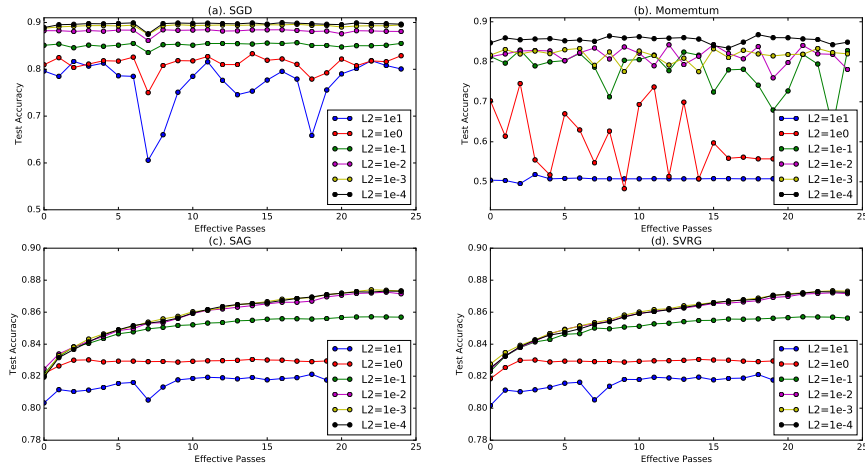 (a). SGD
0.9
0.8
0.7
0.6
0.5
Test Accuracy
0 5 10 15 20 25
Effective Passes
L2=1e1
L2=1e0
L2=1e-1
L2=1e-2
L2=1e-3
L2=1e-4
(b). Momemtum
0.9
0.8
0.7
0.6
0.5
Test Accuracy
0 5 10 15 20 25
Effective Passes
L2=1e1
L2=1e0
L2=1e-1
L2=1e-2
L2=1e-3
L2=1e-4
(c). SAG
0.90
0.88
0.86
0.84
0.82
0.80
0.78
Test Accuracy
0 5 10 15 20 25
Effective Passes
L2=1e1
L2=1e0
L2=1e-1
L2=1e-2
L2=1e-3
L2=1e-4
(d). SVRG
0.90
0.88
0.86
0.84
0.82
0.80
0.78
Test Accuracy
0 5 10 15 20 25
Effective Passes
L2=1e1
L2=1e0
L2=1e-1
L2=1e-2
L2=1e-3
L2=1e-4